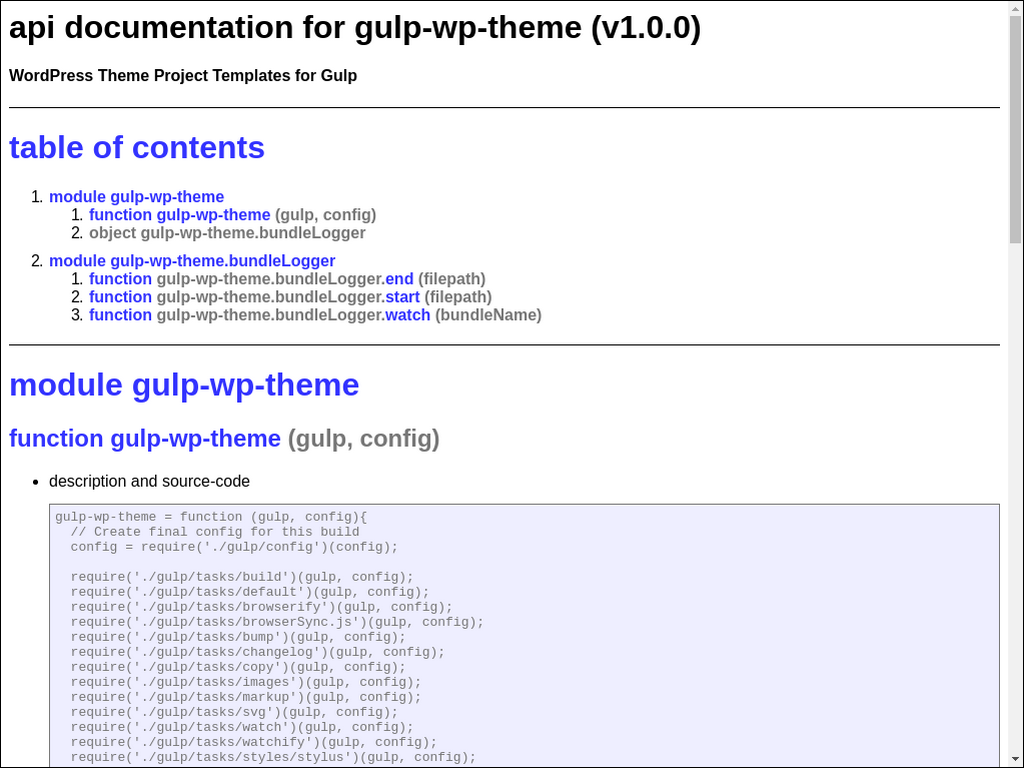 api documentation for gulp-wp-theme (v1.0.0)
WordPress Theme Project Templates for Gulp
table of contents
1. module gulp-wp-theme
1. function gulp-wp-theme (gulp, config)
2. object gulp-wp-theme.bundleLogger
2. module gulp-wp-theme.bundleLogger
1. function gulp-wp-theme.bundleLogger.end (filepath)
2. function gulp-wp-theme.bundleLogger.start (filepath)
3. function gulp-wp-theme.bundleLogger.watch (bundleName)
module gulp-wp-theme
function gulp-wp-theme (gulp, config)
• description and source-code
gulp-wp-theme = function (gulp, config){
  // Create final config for this build
  config = require('./gulp/config')(config);

  require('./gulp/tasks/build')(gulp, config);
  require('./gulp/tasks/default')(gulp, config);
  require('./gulp/tasks/browserify')(gulp, config);
  require('./gulp/tasks/browserSync.js')(gulp, config);
  require('./gulp/tasks/bump')(gulp, config);
  require('./gulp/tasks/changelog')(gulp, config);
  require('./gulp/tasks/copy')(gulp, config);
  require('./gulp/tasks/images')(gulp, config);
  require('./gulp/tasks/markup')(gulp, config);
  require('./gulp/tasks/svg')(gulp, config);
  require('./gulp/tasks/watch')(gulp, config);
  require('./gulp/tasks/watchify')(gulp, config);
  require('./gulp/tasks/styles/stylus')(gulp, config);